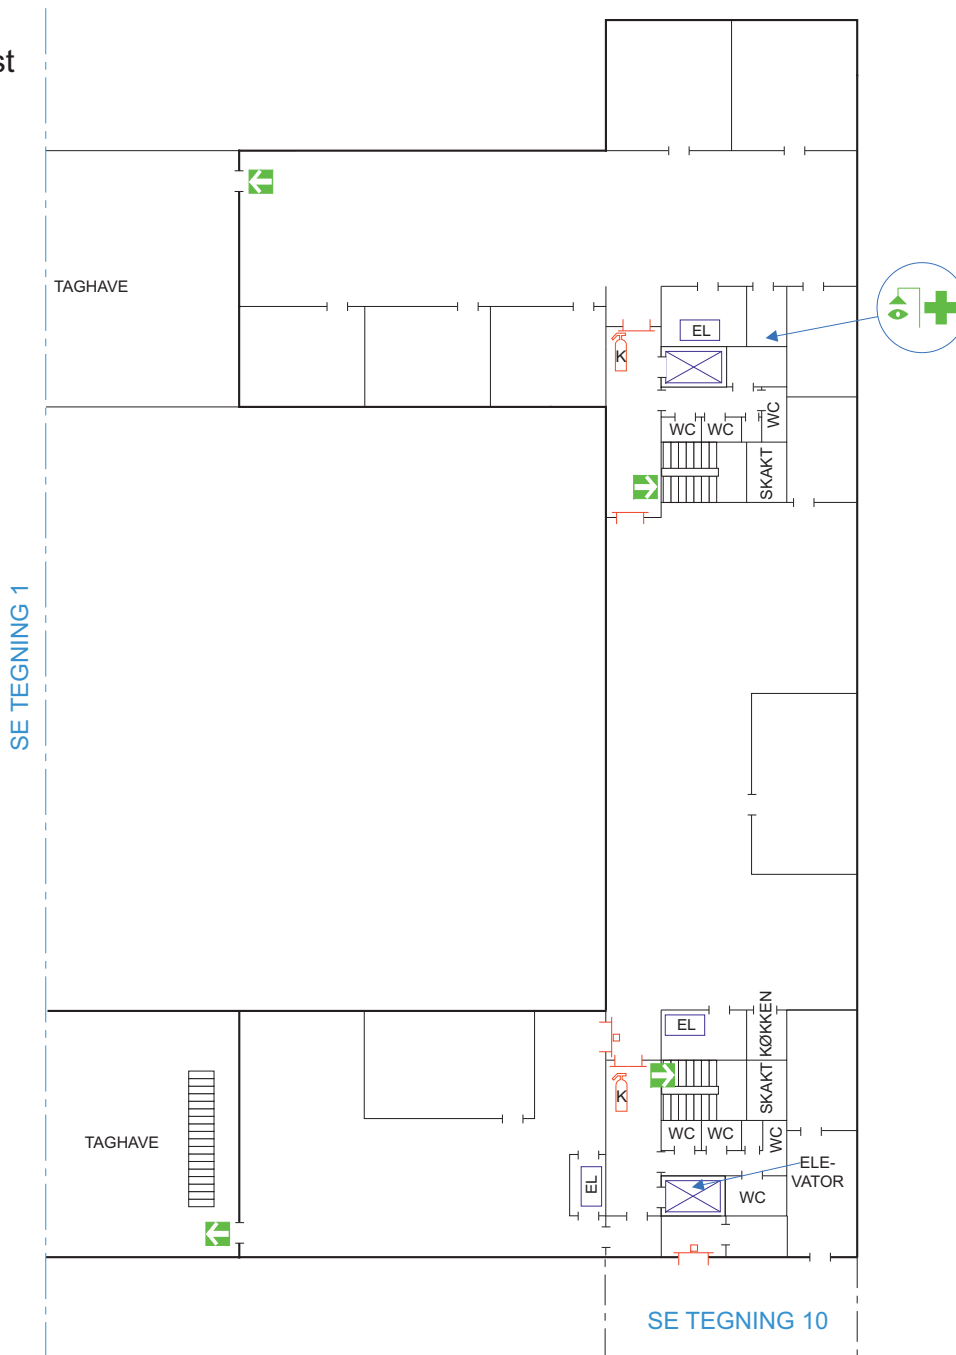 st
TAGHAVE
EL
K
WC
WC
WC
SKAKT
SE TEGNING 1
EL
KØKKEN
K
SKAKT
WC
WC
WC
TAGHAVE
EL
ELE-
VATOR
WC
SE TEGNING 10